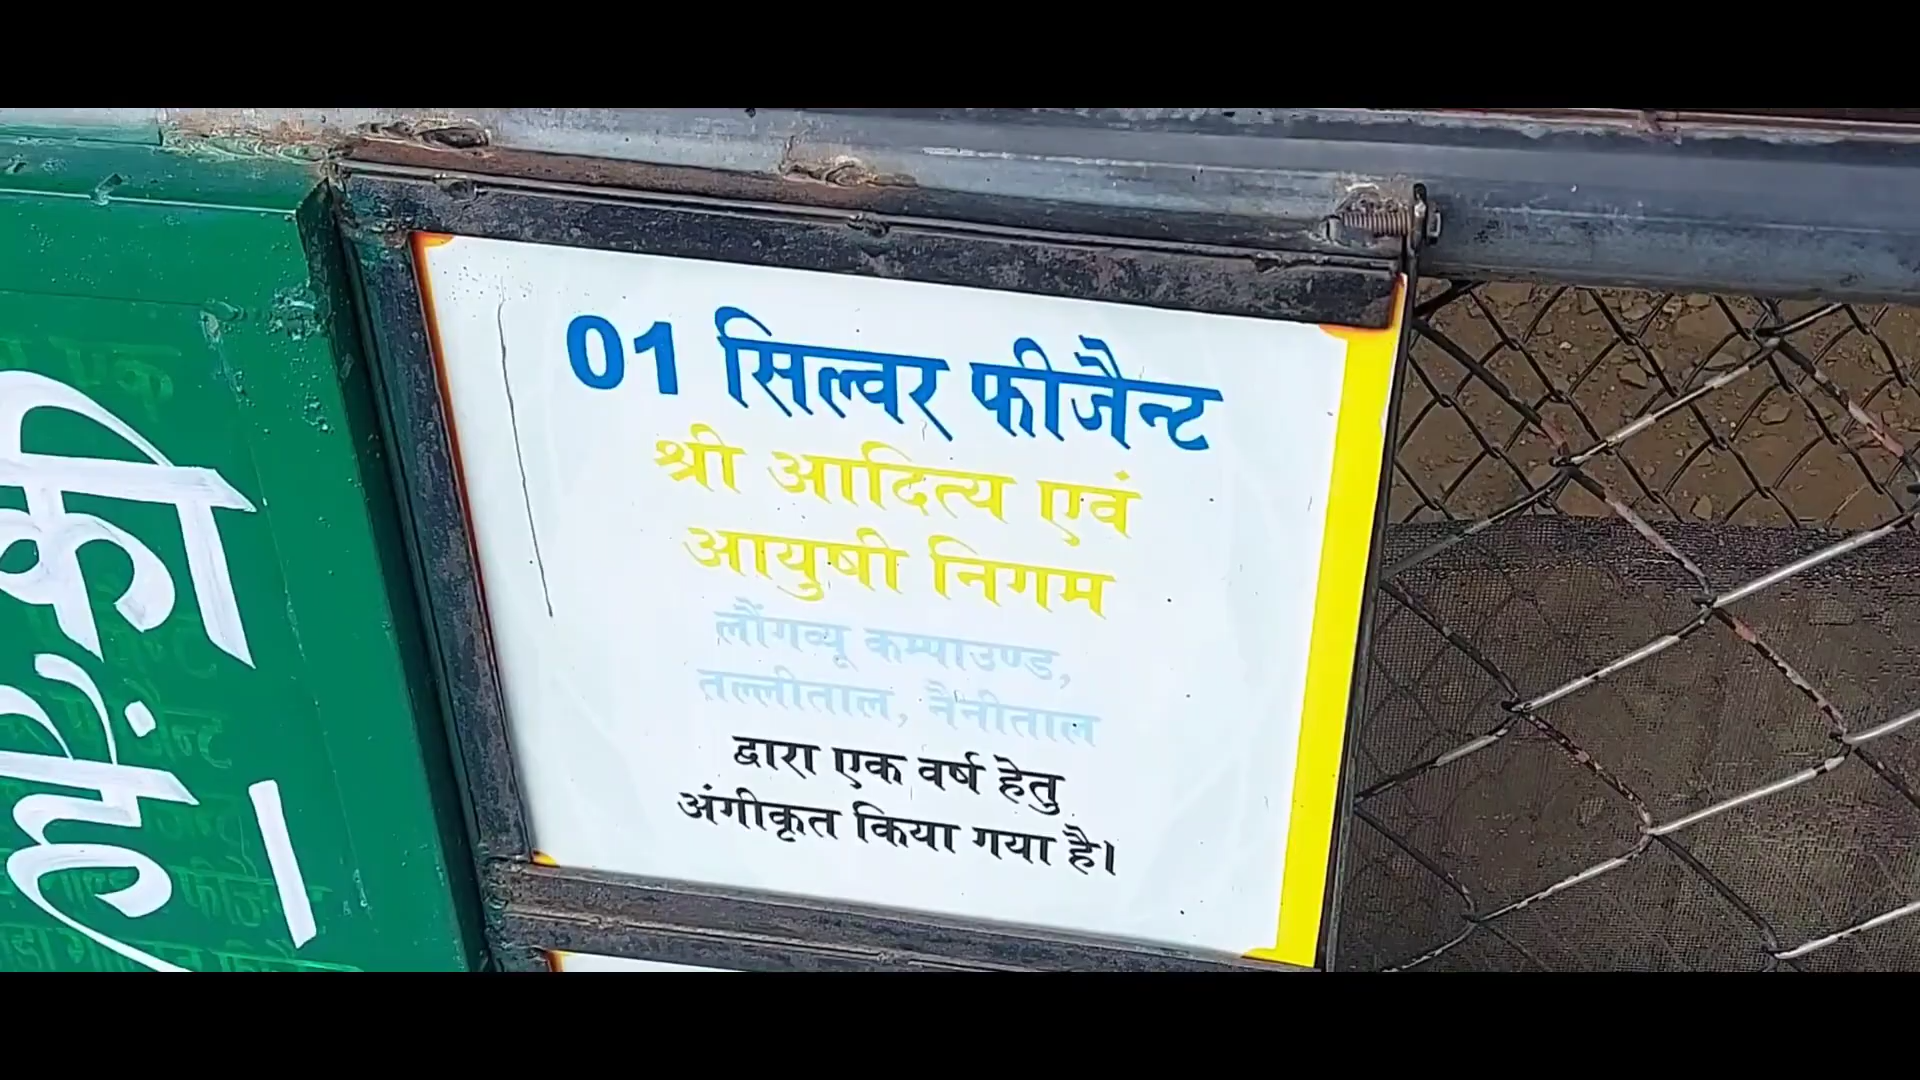 01 सिल्वर फीजैन्ट
श्री आदित्य एवं
आयुषी निगम
लौंगव्यू कम्पाउण्ड,
तल्लीताल, नैनीताल
द्वारा एक वर्ष हेतु
अंगीकृत किया गया है।
की
हैं।